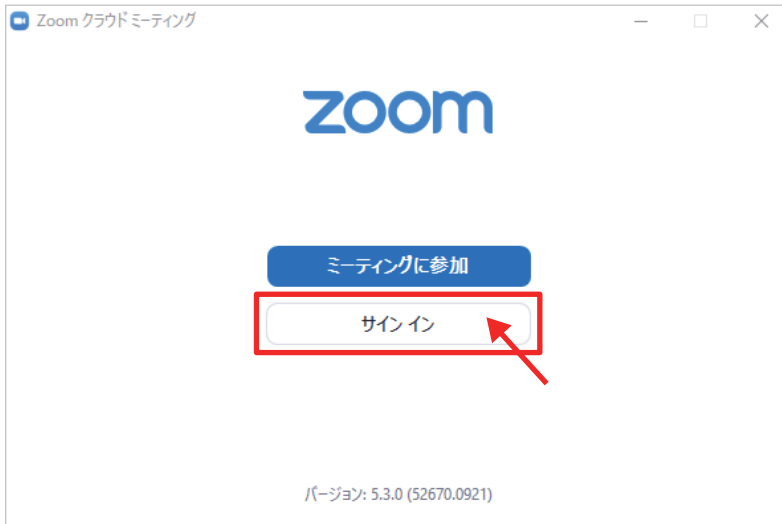 Zoom クラウド ミーティング
zoom
ミーティングに参加
サイン イン
バージョン: 5.3.0 (52670.0921)